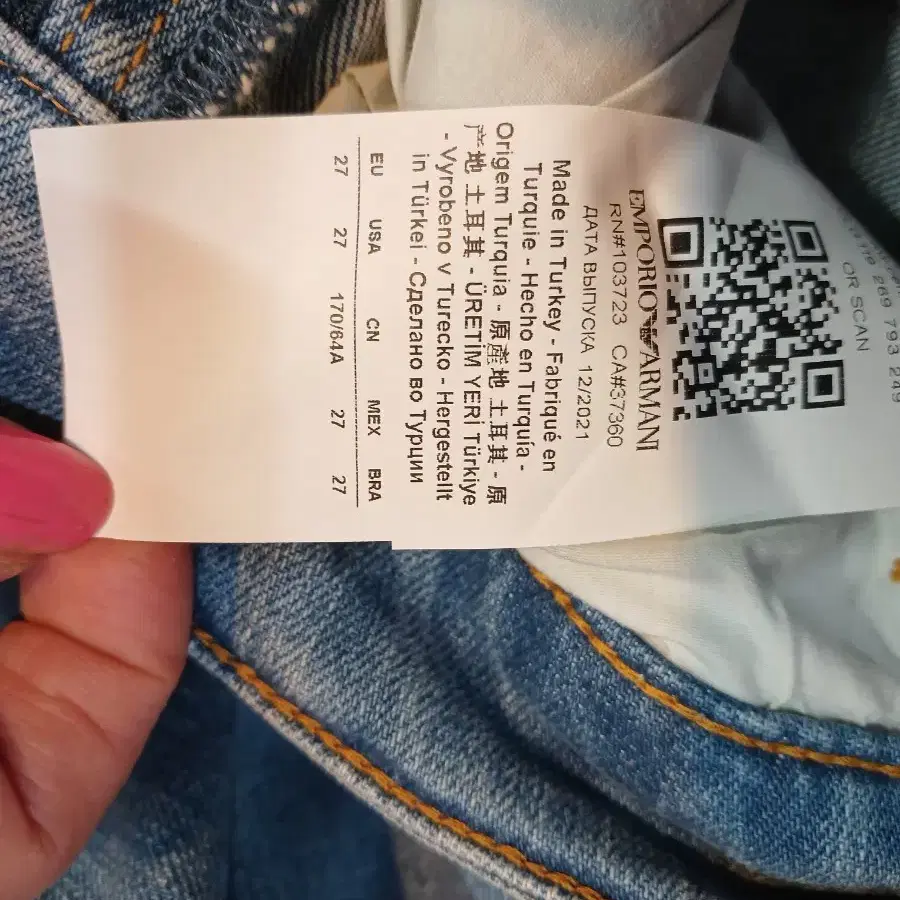 269 793 249
OR SCAN
EMPORIO ARMANI
RN#103723 CA#37360
ДАТА ВЫПУСКА 12/2021
Made in Turkey - Fabriqué en
Turquie - Hecho en Turquía -
Origem Turquia - 原產地 土耳其 - 原
产地 土耳其 - ÜRETİM YERİ Türkiye
- Vyrobeno v Turecko - Hergestellt
in Türkei - Сделано во Турции
EU USA CN MEX BRA
27 27 170/64A 27 27